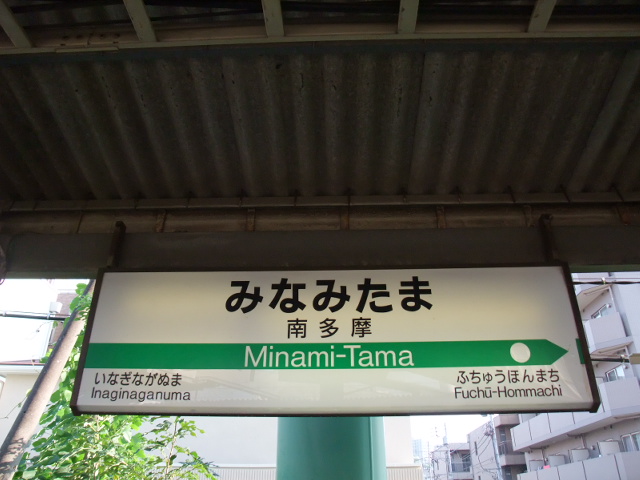 みなみたま
南多摩
Minami-Tama
いなぎながぬま
Inaginaganuma
ふちゅうほんまち
Fuchū-Hommachi